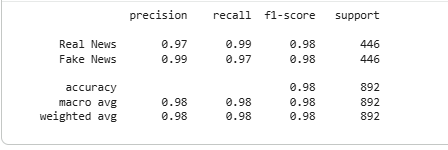 precision recall f1-score support
Real News 0.97 0.99 0.98 446
Fake News 0.99 0.97 0.98 446
accuracy 0.98 892
macro avg 0.98 0.98 0.98 892
weighted avg 0.98 0.98 0.98 892